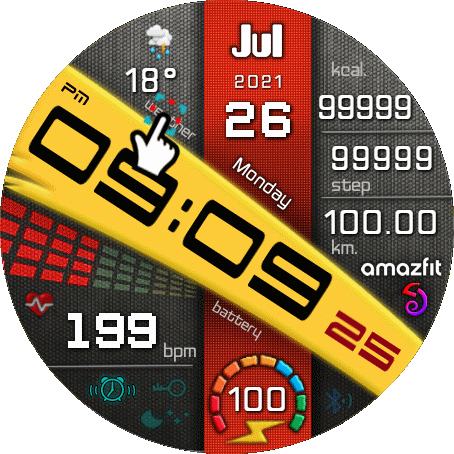 Jul
2021
26
Monday
18°
weather
PM
09:09
25
kcal.
99999
99999
step
100.00
km.
amazfit
199
bpm
battery
100